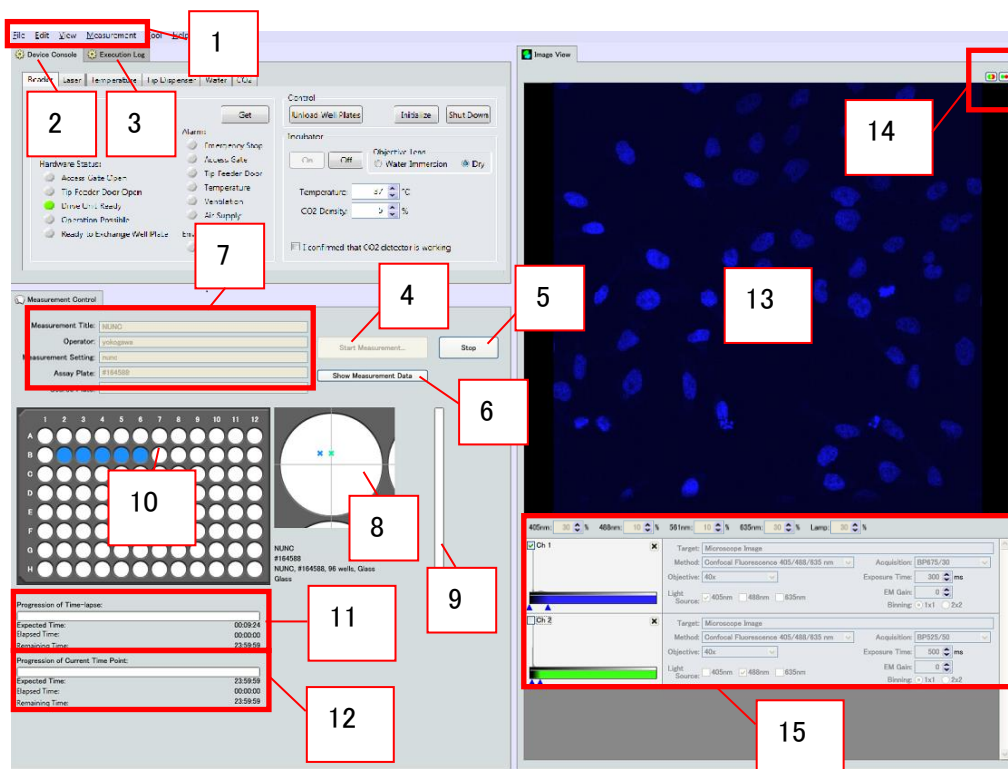 File Edit View Measurement Tool Help
1
Device Console Execution Log
Image View
Reader Laser Temperature Tip Dispenser Water CO2
2
3
14
Get
Alarm:
Emergency Stop
Access Gate
Tip Feeder Door
Temperature
Ventilation
Air Supply
Hardware Status:
Access Gate Open
Tip Feeder Door Open
Drive Unit Ready
Operation Possible
Ready to Exchange Well Plate
Control
Unload Well Plates Initialize Shut Down
Incubator
On Off
Objective Lens
Water Immersion Dry
Temperature: 37 °C
CO2 Density: 5 %
I confirmed that CO2 detector is working
7
4
5
13
Measurement Control
Measurement Title: NUNC
Operator: yokogawa
Measurement Setting: nunc
Assay Plate: #164588
Start Measurement...
Stop
Show Measurement Data
6
1 2 3 4 5 6 7 8 9 10 11 12
A
B
C
D
E
F
G
H
10
8
9
NUNC
#164588
NUNC, #164588, 96 wells, Glass
Glass
Progression of Time-lapse:
Expected Time: 00:09:24
Elapsed Time: 00:00:00
Remaining Time: 23:59:59
11
Progression of Current Time Point:
Expected Time: 23:59:59
Elapsed Time: 00:00:00
Remaining Time: 23:59:59
12
405nm: 30 % 488nm: 10 % 561nm: 10 % 635nm: 30 % Lamp: 30 %
Ch 1
Target: Microscope Image
Method: Confocal Fluorescence 405/488/635 nm Acquisition: BP675/30
Objective: 40x Exposure Time: 300 ms
Light Source: 405nm 488nm 635nm EM Gain: 0
Binning: 1x1 2x2
Ch 2
Target: Microscope Image
Method: Confocal Fluorescence 405/488/635 nm Acquisition: BP525/50
Objective: 40x Exposure Time: 500 ms
Light Source: 405nm 488nm 635nm EM Gain: 0
Binning: 1x1 2x2
15